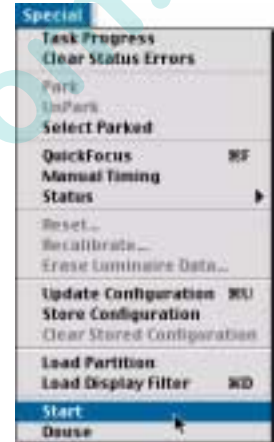 Special
Task Progress
Clear Status Errors
Park
UnPark
Select Parked
QuickFocus ⌘F
Manual Timing
Status
Reset...
Recalibrate...
Erase Luminaire Data...
Update Configuration ⌘U
Store Configuration
Clear Stored Configuration
Load Partition
Load Display Filter ⌘D
Start
Pause